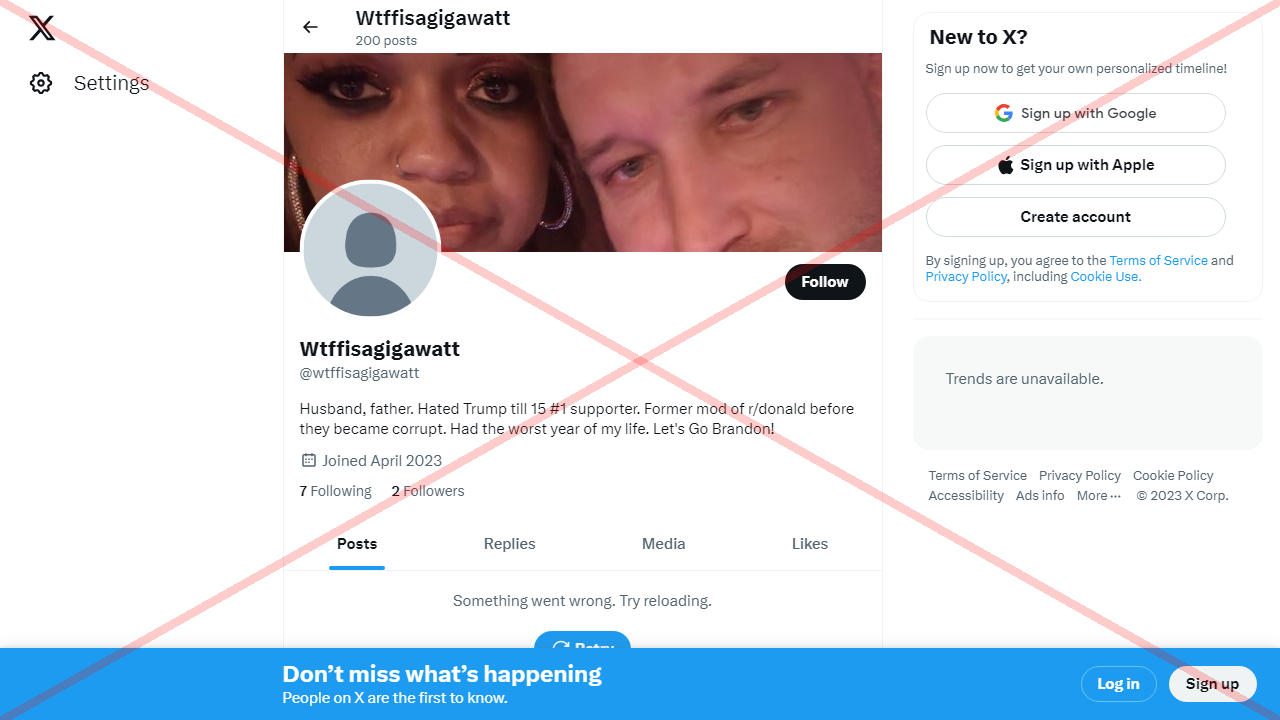 Settings
Wtffisagigawatt
200 posts
Follow
Wtffisagigawatt
@wtffisagigawatt
Husband, father. Hated Trump till 15 #1 supporter. Former mod of r/donald before
they became corrupt. Had the worst year of my life. Let's Go Brandon!
Joined April 2023
7 Following 2 Followers
Posts Replies Media Likes
Something went wrong. Try reloading.
Retry
New to X?
Sign up now to get your own personalized timeline!
Sign up with Google
Sign up with Apple
Create account
By signing up, you agree to the Terms of Service and
Privacy Policy, including Cookie Use.
Trends are unavailable.
Terms of Service Privacy Policy Cookie Policy
Accessibility Ads info More ··· © 2023 X Corp.
Don’t miss what’s happening
People on X are the first to know.
Log in Sign up